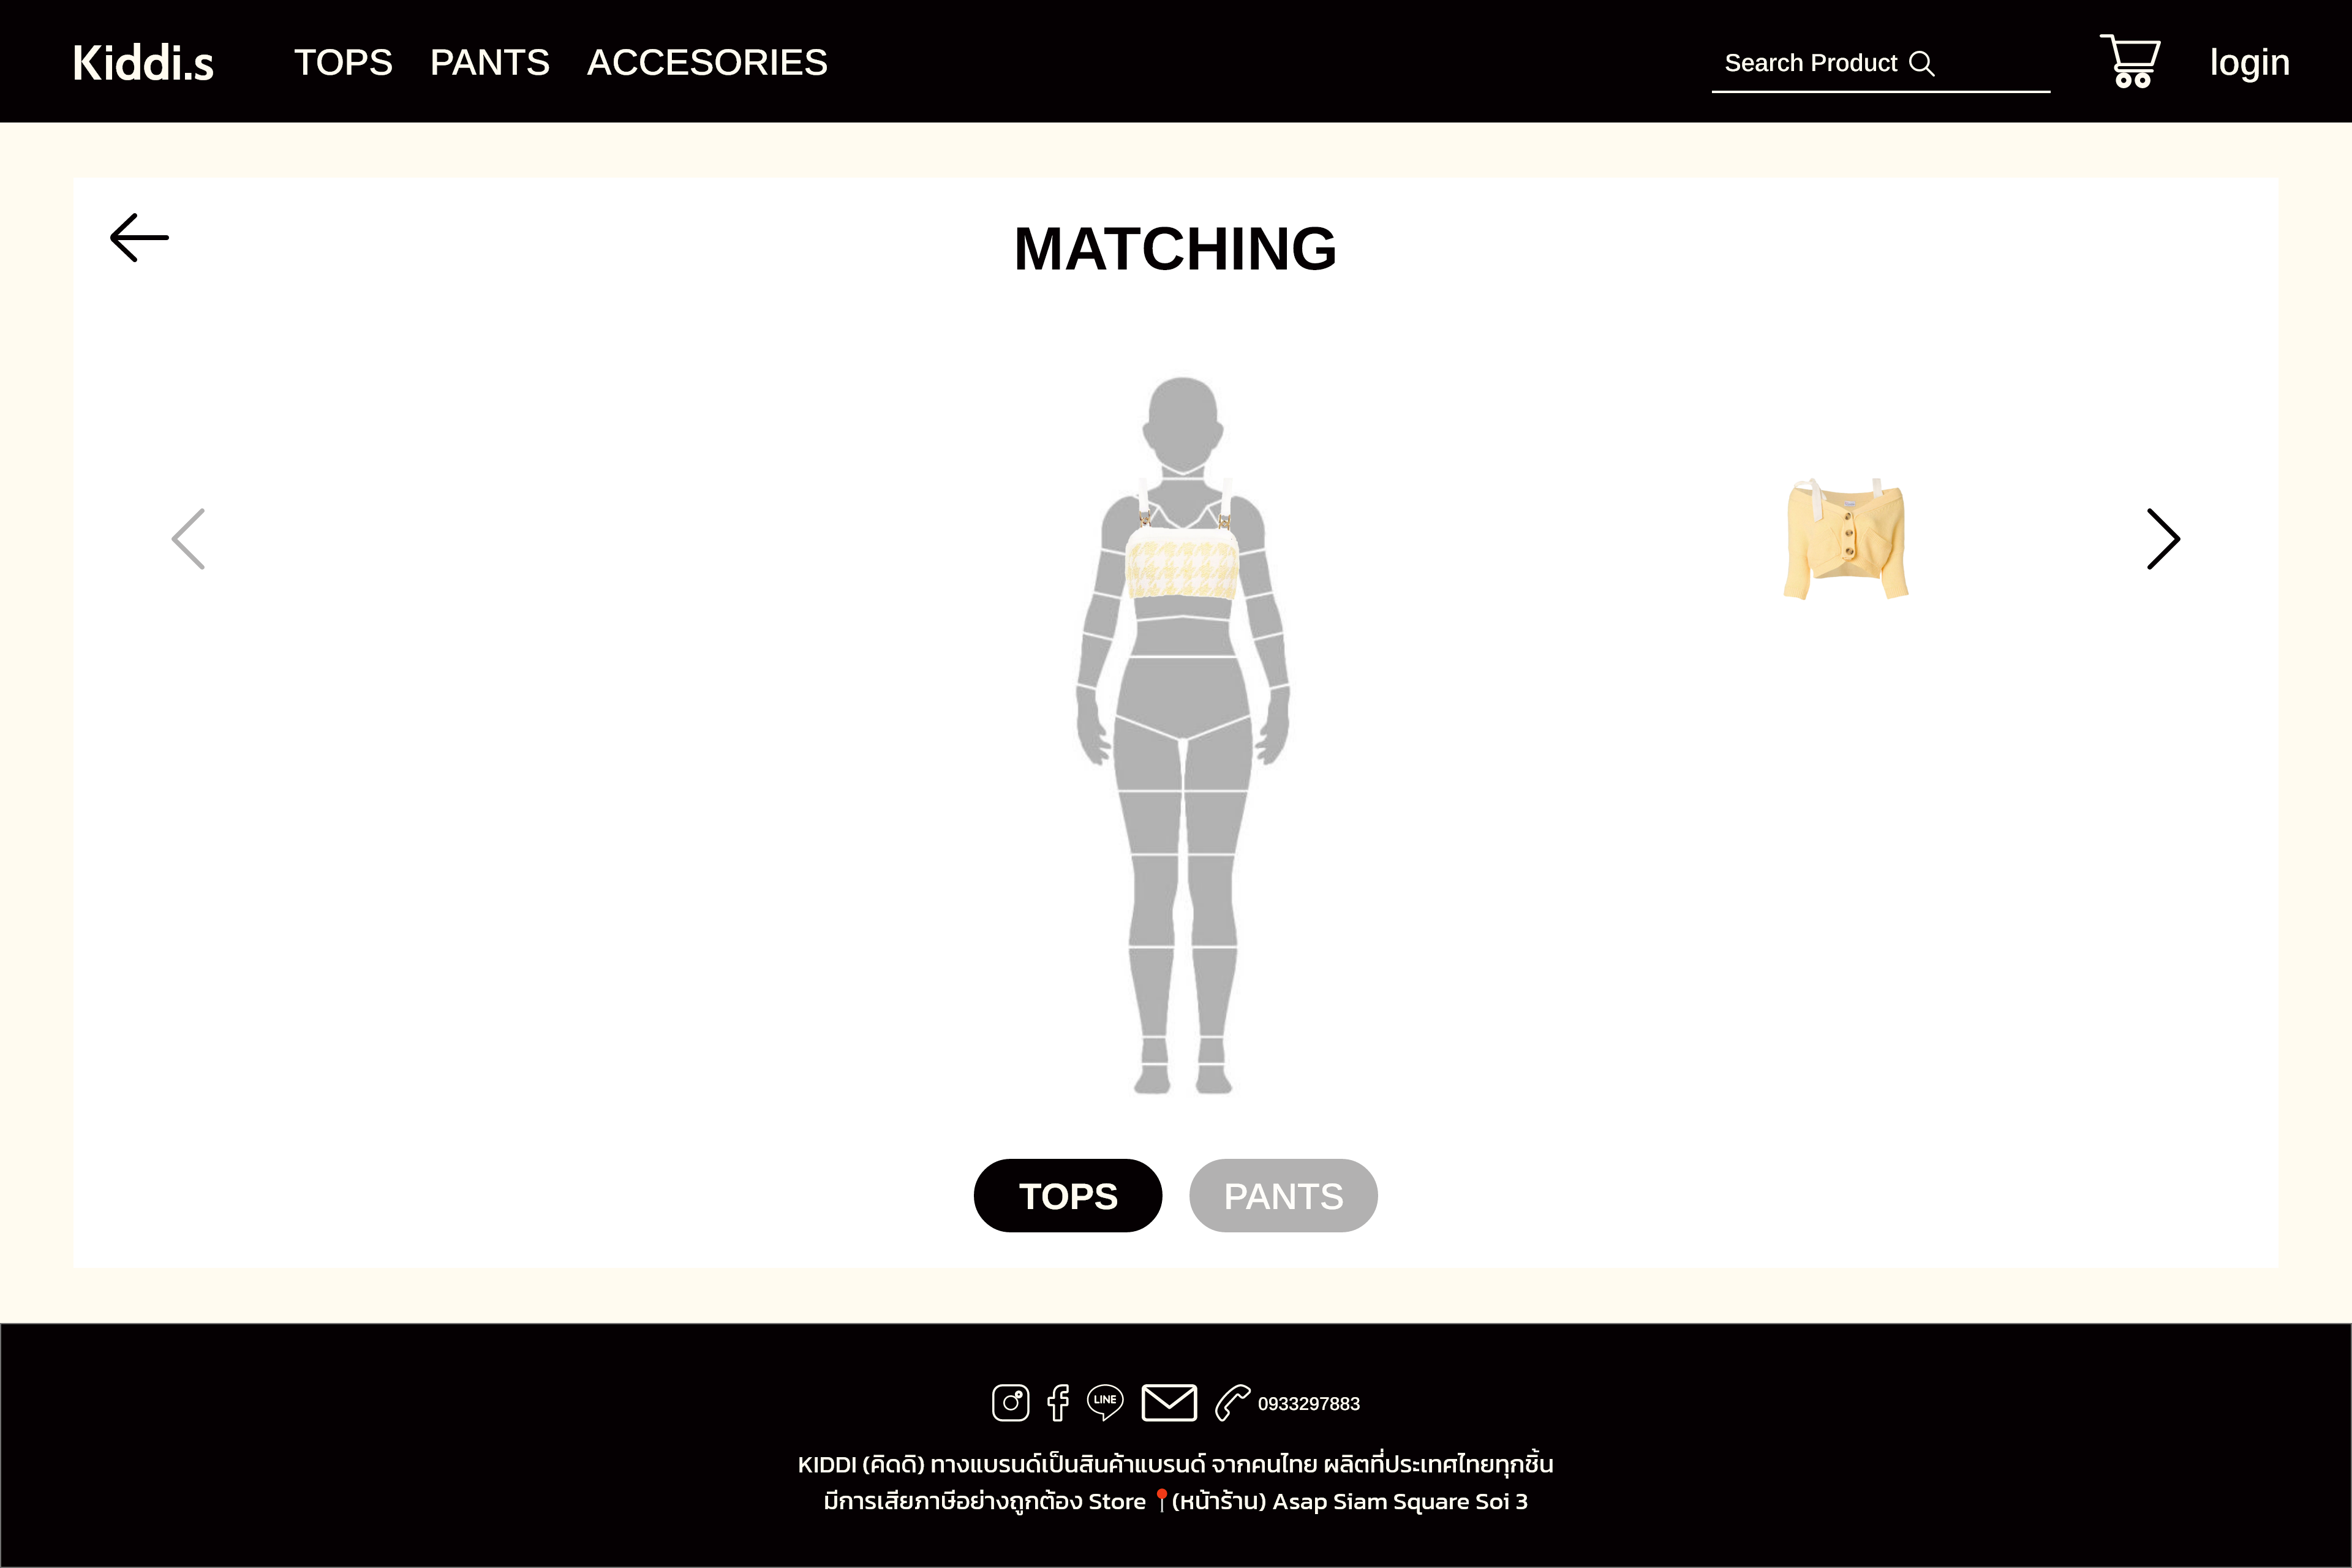 Kiddi.s TOPS PANTS ACCESORIES Search Product login
MATCHING
TOPS PANTS
LINE 0933297883
KIDDI (คิดดิ) ทางแบรนด์เป็นสินค้าแบรนด์ จากคนไทย ผลิตที่ประเทศไทยทุกชิ้น
มีการเสียภาษีอย่างถูกต้อง Store 📍(หน้าร้าน) Asap Siam Square Soi 3